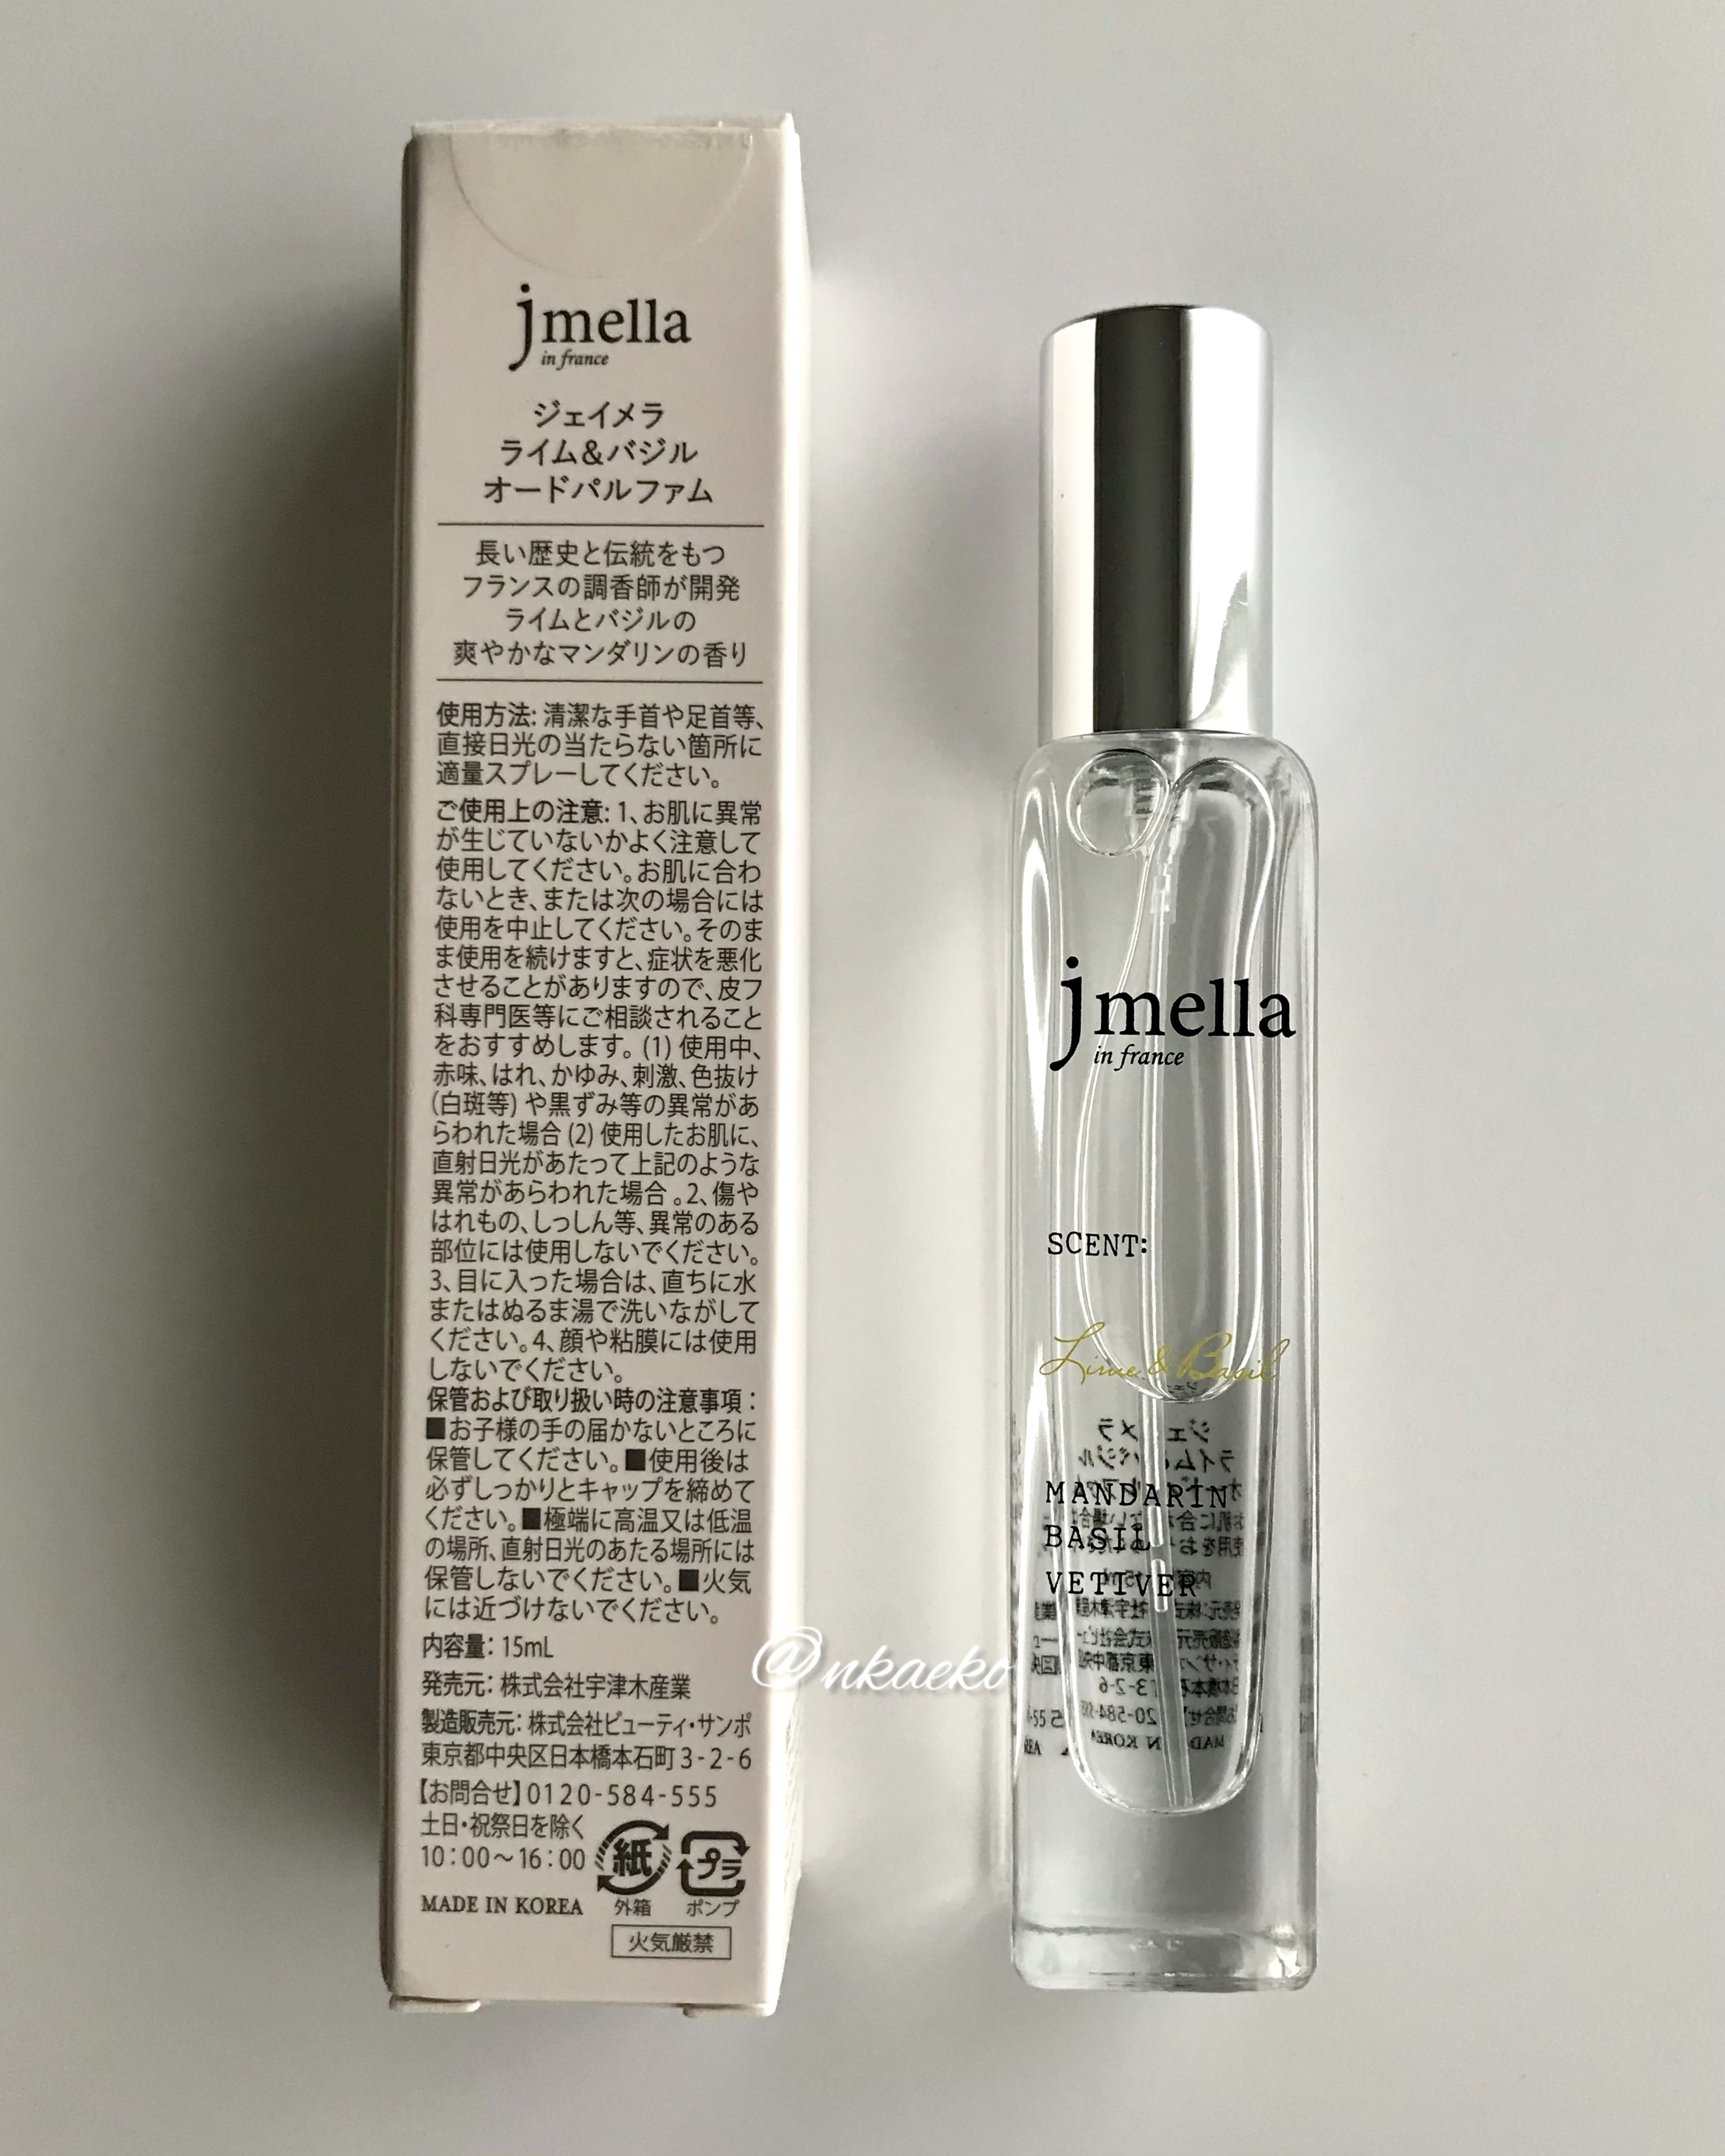 jmella
in france
ジェイメラ
ライム&バジル
オードパルファム
長い歴史と伝統をもつ
フランスの調香師が開発
ライムとバジルの
爽やかなマンダリンの香り
使用方法: 清潔な手首や足首等、
直接日光の当たらない箇所に
適量スプレーしてください。
ご使用上の注意: 1、お肌に異常
が生じていないかよく注意して
使用してください。お肌に合わ
ないとき、または次の場合には
使用を中止してください。そのま
ま使用を続けますと、症状を悪化
させることがありますので、皮フ
科専門医等にご相談されること
をおすすめします。(1) 使用中、
赤味、はれ、かゆみ、刺激、色抜け
(白斑等) や黒ずみ等の異常があ
らわれた場合 (2) 使用したお肌に、
直射日光があたって上記のような
異常があらわれた場合 。2、傷や
はれもの、しっしん等、異常のある
部位には使用しないでください。
3、目に入った場合は、直ちに水
またはぬるま湯で洗いながして
ください。4、顔や粘膜には使用
しないでください。
保管および取り扱い時の注意事項 :
■お子様の手の届かないところに
保管してください。■使用後は
必ずしっかりとキャップを締めて
ください。■極端に高温又は低温
の場所、直射日光のあたる場所には
保管しないでください。■火気
には近づけないでください。
内容量: 15mL
発売元: 株式会社宇津木産業
製造販売元: 株式会社ビューティ・サンポ
東京都中央区日本橋本石町 3-2-6
【お問合せ】0120-584-555
土日・祝祭日を除く
10:00～16:00
MADE IN KOREA
紙
外箱
プラ
ポンプ
火気厳禁
jmella
in france
SCENT:
Lime & Basil
MANDARIN
BASIL
VETIVER
@nkaeko